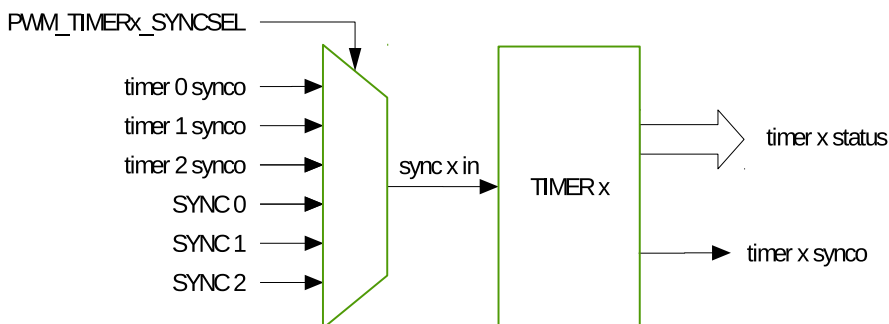 PWM_TIMERx_SYNCSEL
timer 0 synco
timer 1 synco
timer 2 synco
SYNC 0
SYNC 1
SYNC 2
sync x in
TIMER x
timer x status
timer x synco